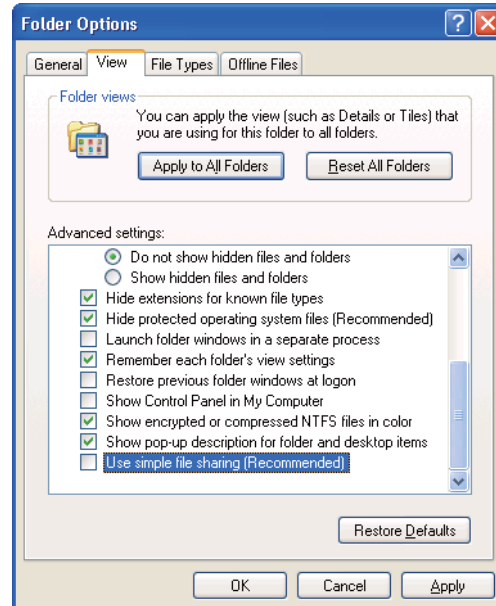 Folder Options
General
View
File Types
Offline Files
Folder views
You can apply the view (such as Details or Tiles) that
you are using for this folder to all folders.
Apply to All Folders
Reset All Folders
Advanced settings:
Do not show hidden files and folders
Show hidden files and folders
Hide extensions for known file types
Hide protected operating system files (Recommended)
Launch folder windows in a separate process
Remember each folder's view settings
Restore previous folder windows at logon
Show Control Panel in My Computer
Show encrypted or compressed NTFS files in color
Show pop-up description for folder and desktop items
Use simple file sharing (Recommended)
Restore Defaults
OK
Cancel
Apply